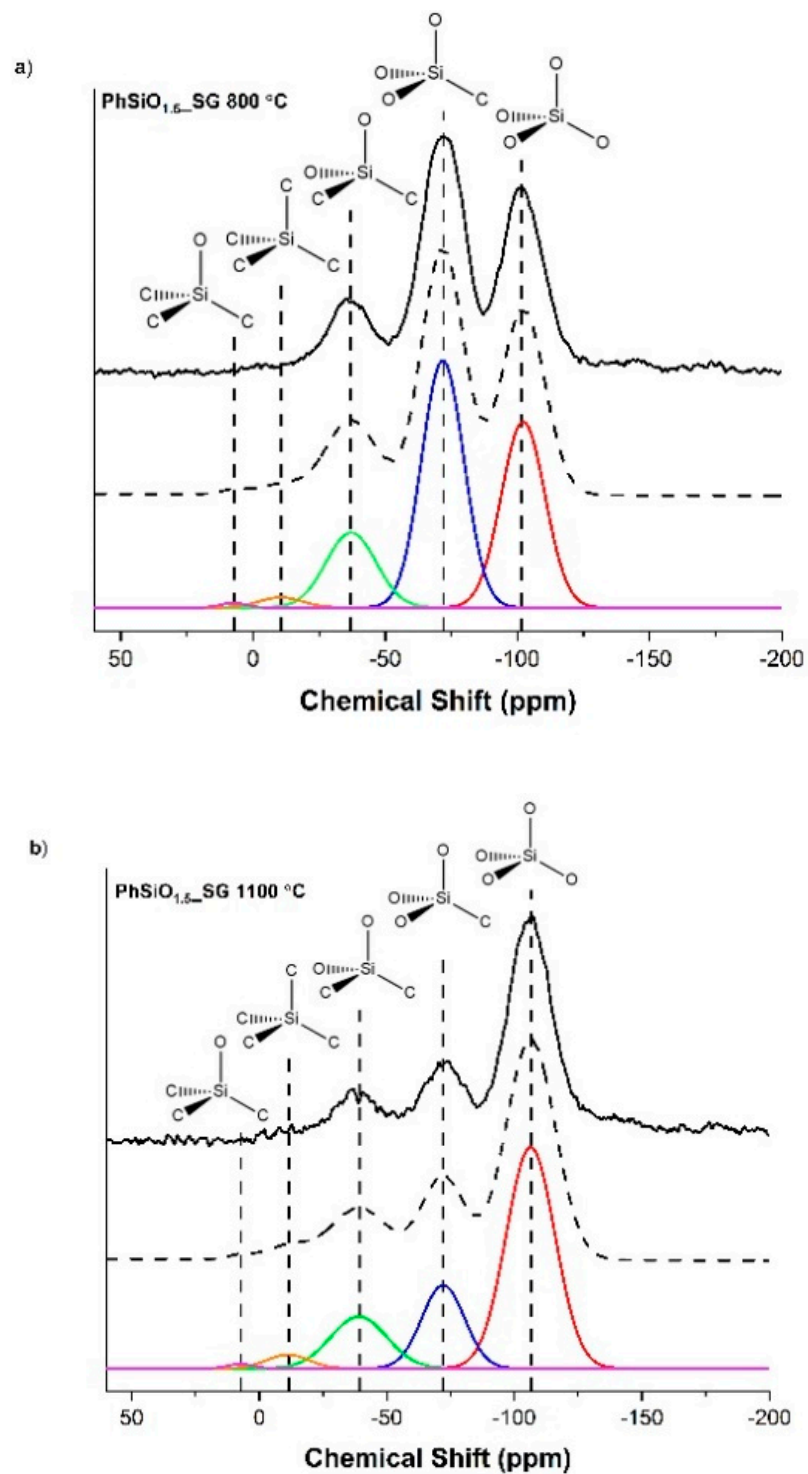 a)
PhSiO1.5_SG 800 °C
O
O Si C
O
O
O Si O
O
O
O Si C
C
C
C Si C
C
O
C Si C
C
50 0 -50 -100 -150 -200
Chemical Shift (ppm)
b)
PhSiO1.5_SG 1100 °C
O
O Si O
O
O
O Si C
O
O
O Si C
C
C
C Si C
C
O
C Si C
C
50 0 -50 -100 -150 -200
Chemical Shift (ppm)